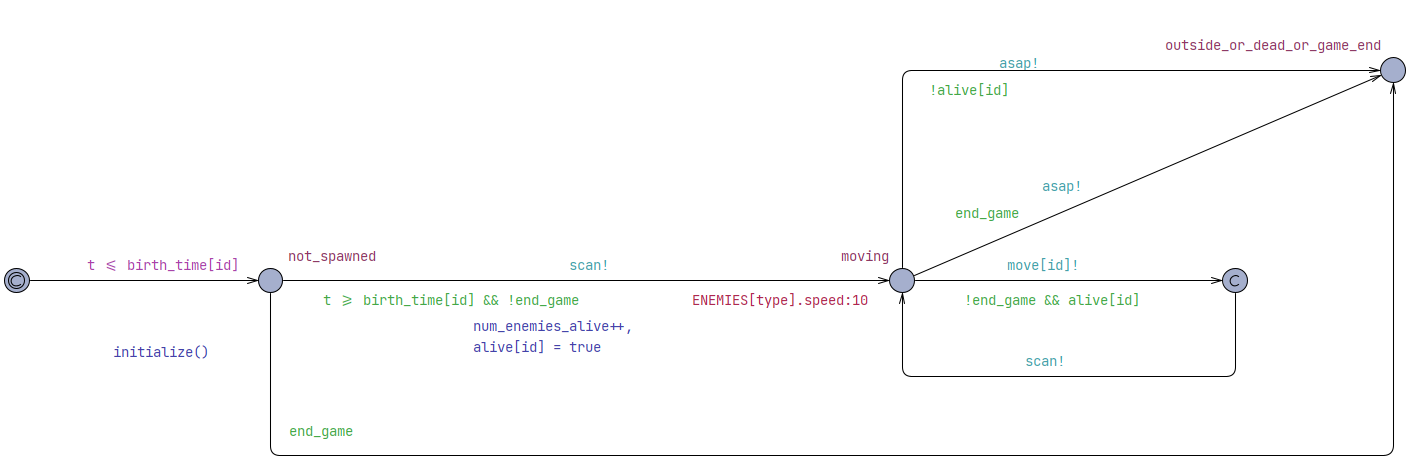 outside_or_dead_or_game_end
asap!
!alive[id]
asap!
end_game
t ≤ birth_time[id]
not_spawned
scan!
moving
move[id]!
C
C
t ≥ birth_time[id] && !end_game
ENEMIES[type].speed:10
!end_game && alive[id]
num_enemies_alive++,
alive[id] = true
initialize()
scan!
end_game